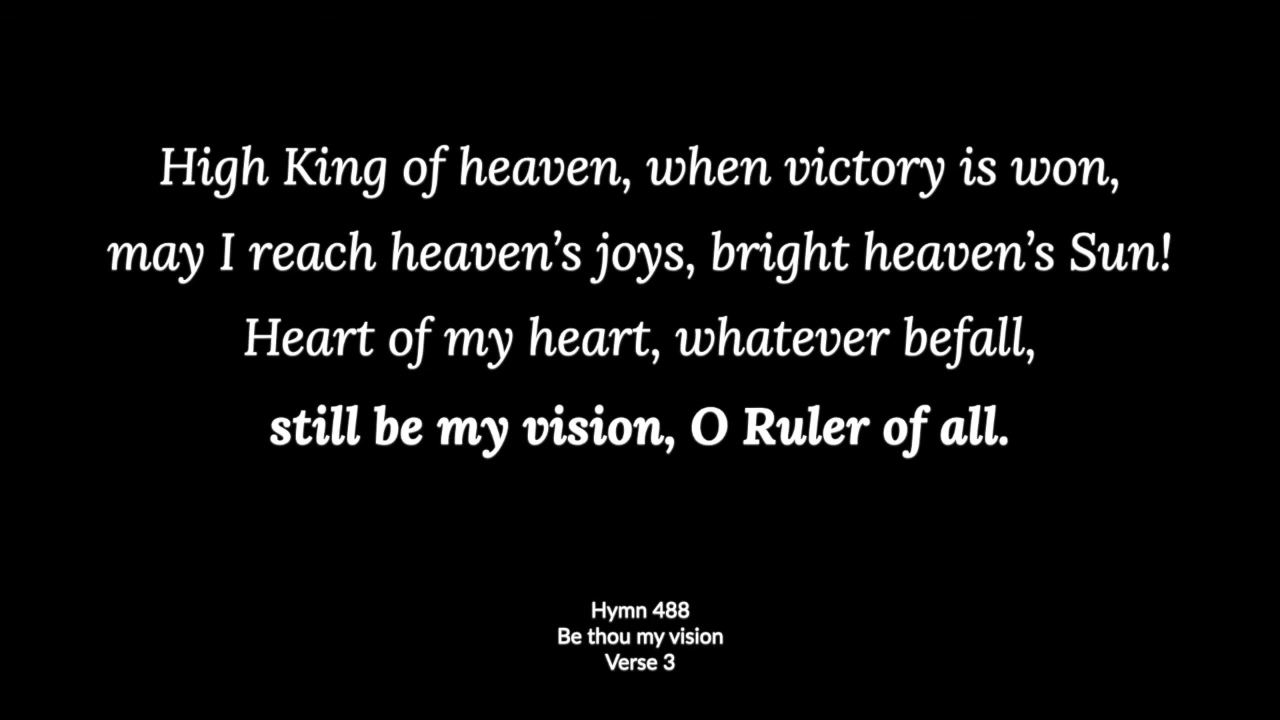 High King of heaven, when victory is won,
may I reach heaven’s joys, bright heaven’s Sun!
Heart of my heart, whatever befall,
still be my vision, O Ruler of all.
Hymn 488
Be thou my vision
Verse 3